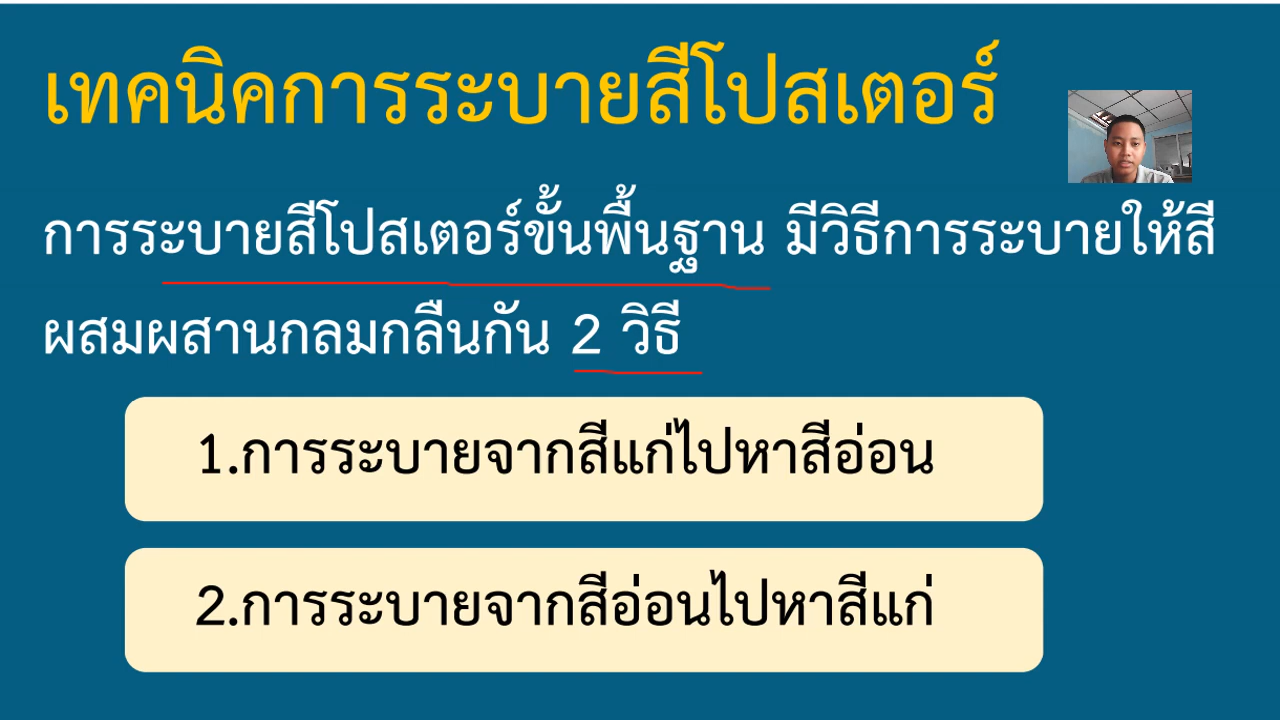 เทคนิคการระบายสีโปสเตอร์
การระบายสีโปสเตอร์ขั้นพื้นฐาน มีวิธีการระบายให้สี
ผสมผสานกลมกลืนกัน 2 วิธี
1.การระบายจากสีแก่ไปหาสีอ่อน
2.การระบายจากสีอ่อนไปหาสีแก่